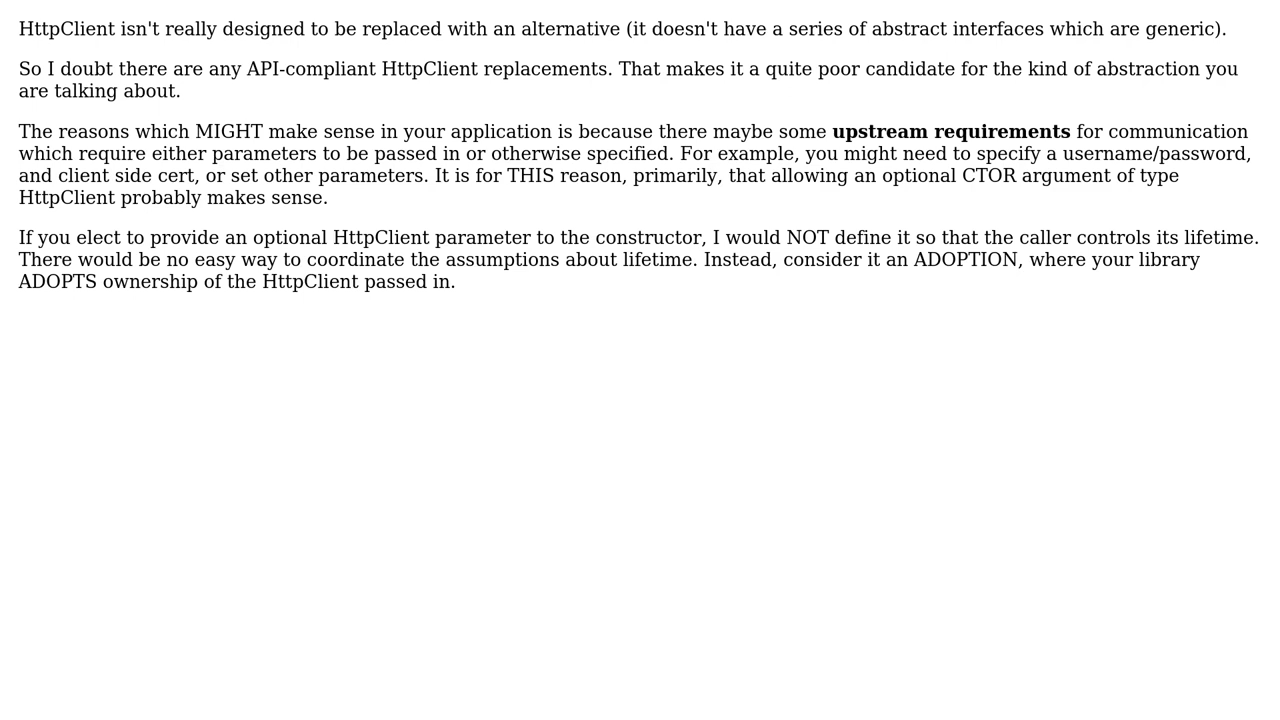 HttpClient isn't really designed to be replaced with an alternative (it doesn't have a series of abstract interfaces which are generic).
So I doubt there are any API-compliant HttpClient replacements. That makes it a quite poor candidate for the kind of abstraction you
are talking about.
The reasons which MIGHT make sense in your application is because there maybe some upstream requirements for communication
which require either parameters to be passed in or otherwise specified. For example, you might need to specify a username/password,
and client side cert, or set other parameters. It is for THIS reason, primarily, that allowing an optional CTOR argument of type
HttpClient probably makes sense.
If you elect to provide an optional HttpClient parameter to the constructor, I would NOT define it so that the caller controls its lifetime.
There would be no easy way to coordinate the assumptions about lifetime. Instead, consider it an ADOPTION, where your library
ADOPTS ownership of the HttpClient passed in.